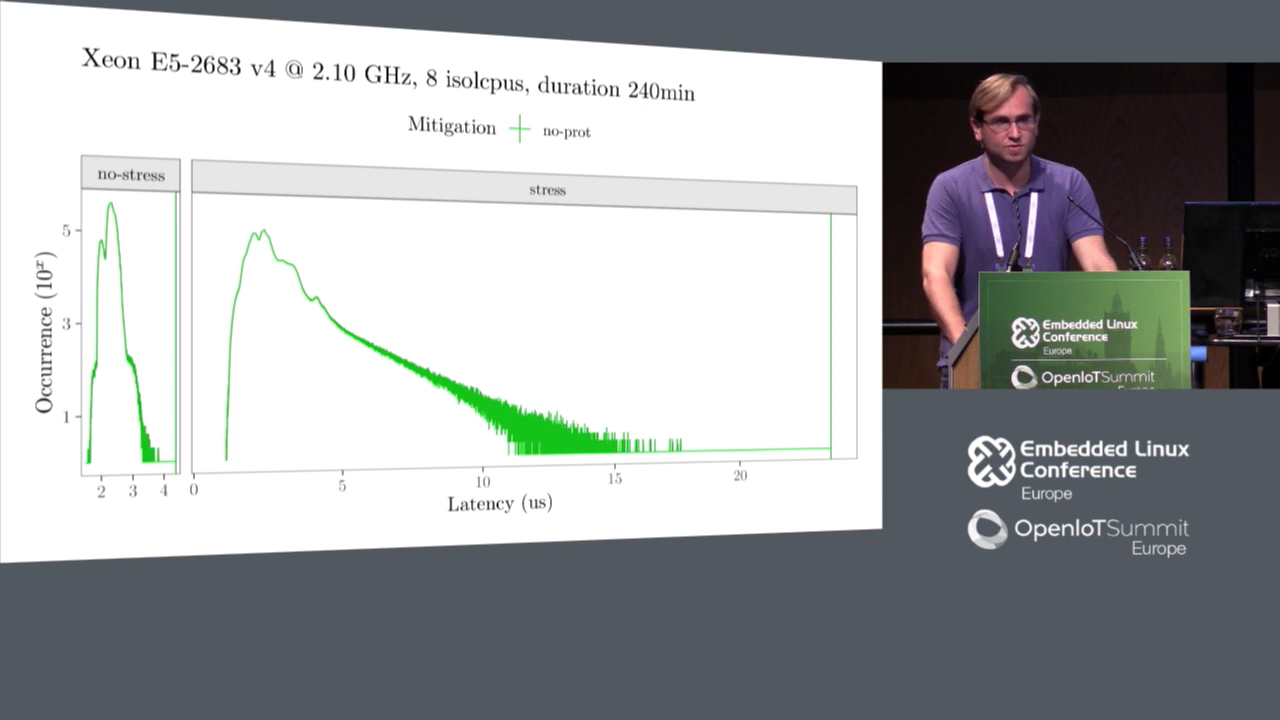 Xeon E5-2683 v4 @ 2.10 GHz, 8 isolcpus, duration 240min
Mitigation no-prot
no-stress
stress
Occurrence (10^x)
5
3
1
2 3 4
0 5 10 15 20
Latency (us)
Embedded Linux
Conference
Europe
OpenIoTSummit
Embedded Linux
Conference
Europe
OpenIoTSummit
Europe